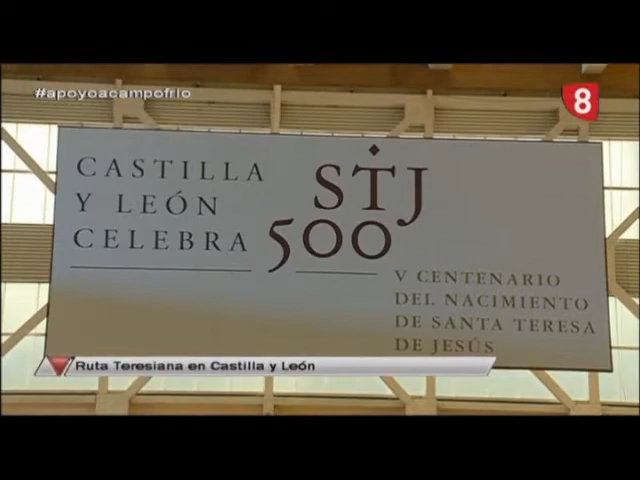 #apoyoacampofrio
8
CASTILLA
Y LEÓN
CELEBRA
STJ
500
V CENTENARIO
DEL NACIMIENTO
DE SANTA TERESA
DE JESÚS
Ruta Teresiana en Castilla y León